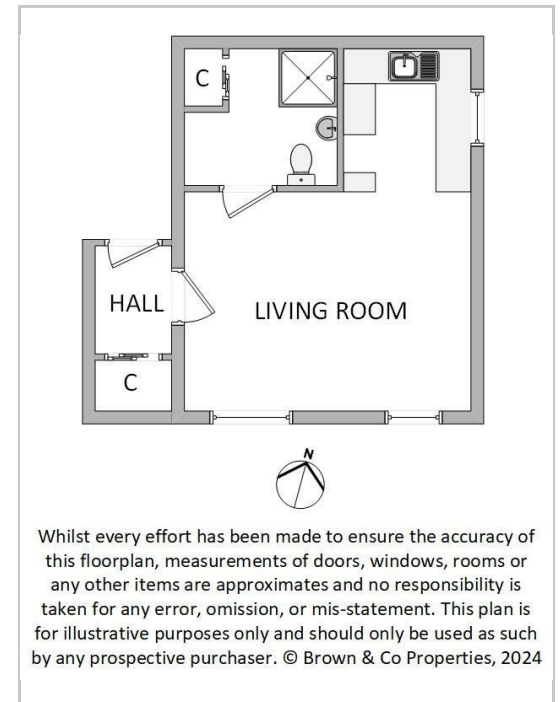 C
HALL
LIVING ROOM
C
N
Whilst every effort has been made to ensure the accuracy of
this floorplan, measurements of doors, windows, rooms or
any other items are approximates and no responsibility is
taken for any error, omission, or mis-statement. This plan is
for illustrative purposes only and should only be used as such
by any prospective purchaser. © Brown & Co Properties, 2024